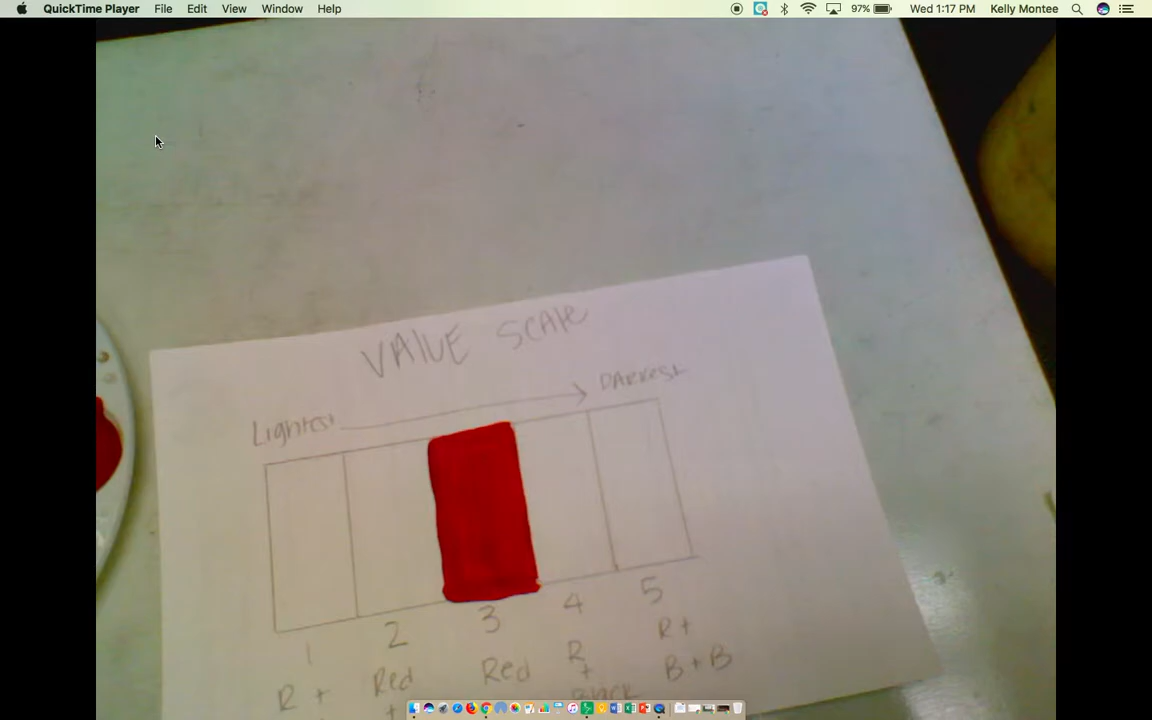 QuickTime Player File Edit View Window Help 97% Wed 1:17 PM Kelly Montee
VALUE SCALE
Lightest DARKEST
1 2 3 4 5
R + Red Red R R +
+ + B + B
Black